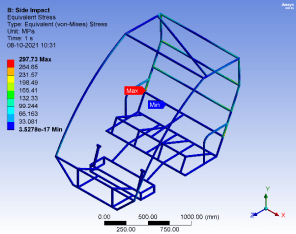 B: Side Impact
Equivalent Stress
Type: Equivalent (von-Mises) Stress
Unit: MPa
Time: 1 s
08-10-2021 10:31
297.73 Max
264.65
231.57
198.49
165.41
132.33
99.244
66.163
33.081
3.5278e-17 Min
Ansys
Max
Min
Y
Z
X
0.00 500.00 1000.00 (mm)
250.00 750.00